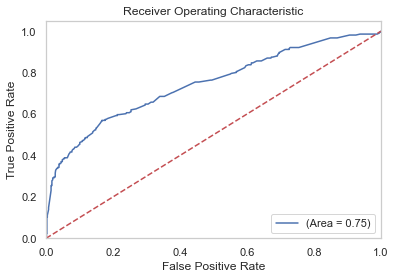 Receiver Operating Characteristic
True Positive Rate
1.0
0.8
0.6
0.4
0.2
0.0
(Area = 0.75)
0.0 0.2 0.4 0.6 0.8 1.0
False Positive Rate